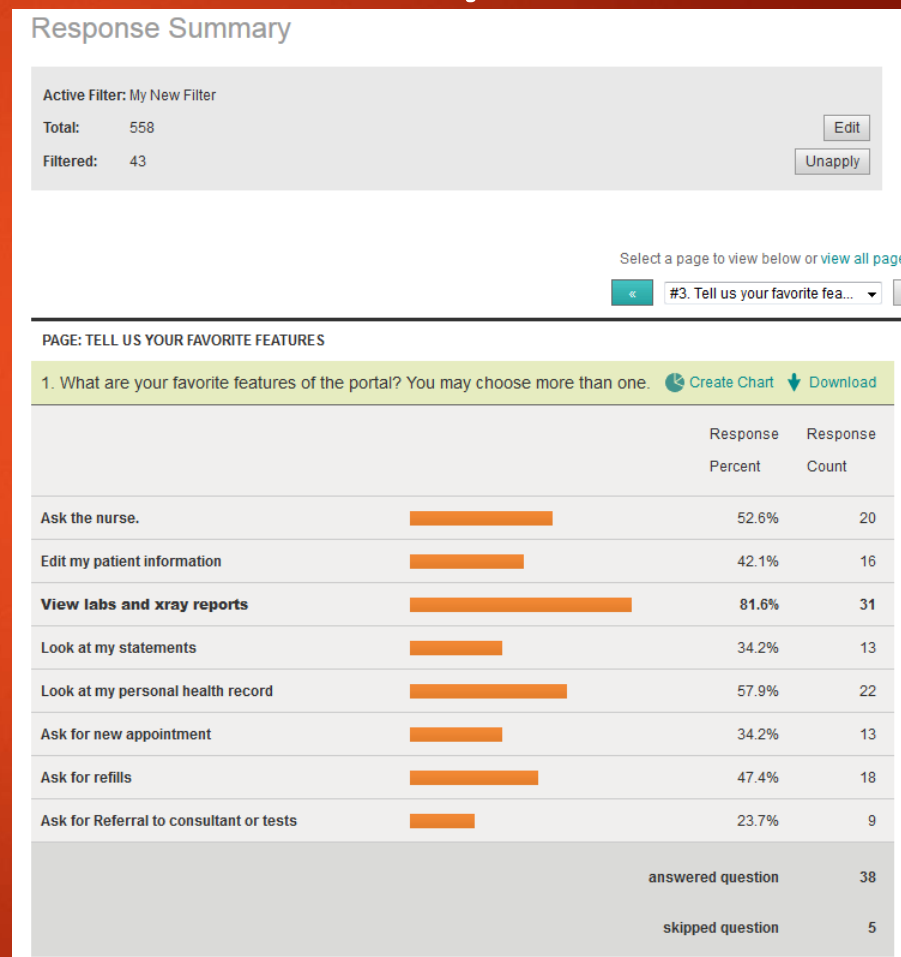 Response Summary
Active Filter: My New Filter
Total: 558
Edit
Filtered: 43
Unapply
Select a page to view below or view all page
« #3. Tell us your favorite fea...
PAGE: TELL US YOUR FAVORITE FEATURES
1. What are your favorite features of the portal? You may choose more than one. Create Chart Download
Response Response
Percent Count
Ask the nurse. 52.6% 20
Edit my patient information 42.1% 16
View labs and xray reports 81.6% 31
Look at my statements 34.2% 13
Look at my personal health record 57.9% 22
Ask for new appointment 34.2% 13
Ask for refills 47.4% 18
Ask for Referral to consultant or tests 23.7% 9
answered question 38
skipped question 5